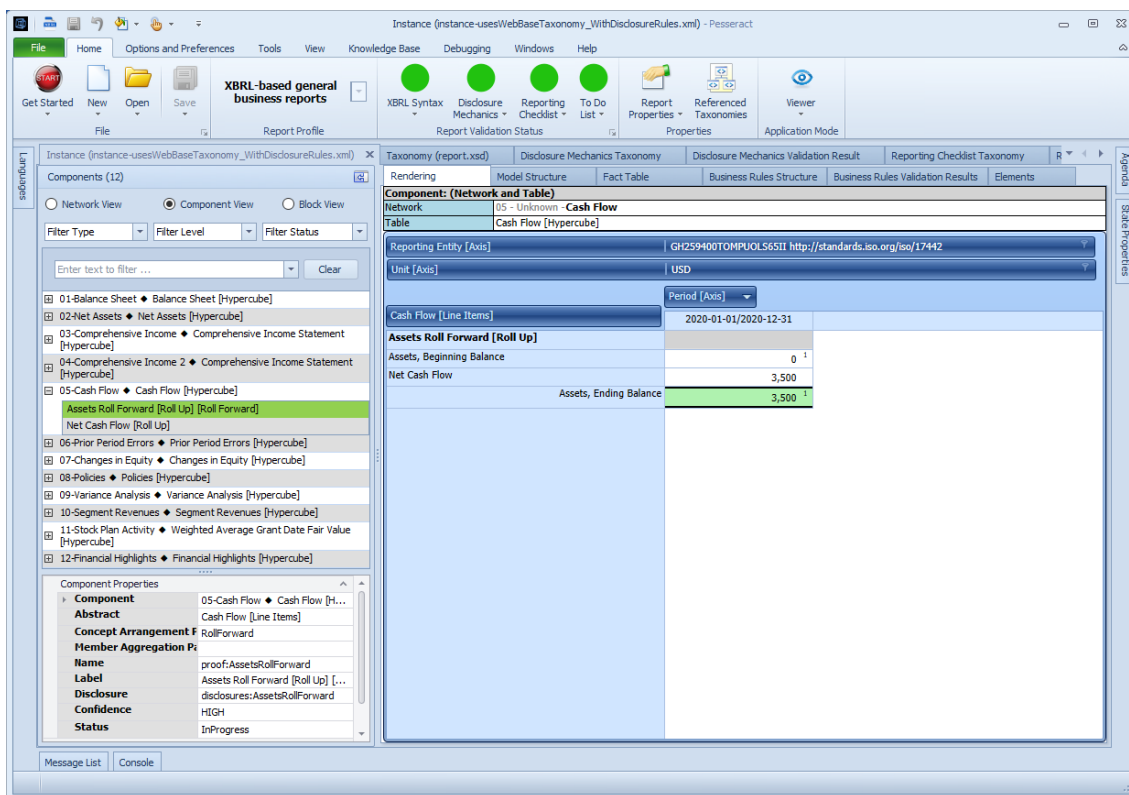 Instance (instance-usesWebBaseTaxonomy_WithDisclosureRules.xml) - Pesseract
File Home Options and Preferences Tools View Knowledge Base Debugging Windows Help
START
Get Started New Open Save
File
XBRL-based general
business reports
Report Profile
XBRL Syntax Disclosure Mechanics Reporting Checklist To Do List
Report Validation Status
Report Properties Referenced Taxonomies
Properties
Viewer
Application Mode
Languages
Instance (instance-usesWebBaseTaxonomy_WithDisclosureRules.xml)
Components (12)
Network View Component View Block View
Filter Type Filter Level Filter Status
Enter text to filter ... Clear
01-Balance Sheet ◆ Balance Sheet [Hypercube]
02-Net Assets ◆ Net Assets [Hypercube]
03-Comprehensive Income ◆ Comprehensive Income Statement
[Hypercube]
04-Comprehensive Income 2 ◆ Comprehensive Income Statement
[Hypercube]
05-Cash Flow ◆ Cash Flow [Hypercube]
Assets Roll Forward [Roll Up] [Roll Forward]
Net Cash Flow [Roll Up]
06-Prior Period Errors ◆ Prior Period Errors [Hypercube]
07-Changes in Equity ◆ Changes in Equity [Hypercube]
08-Policies ◆ Policies [Hypercube]
09-Variance Analysis ◆ Variance Analysis [Hypercube]
10-Segment Revenues ◆ Segment Revenues [Hypercube]
11-Stock Plan Activity ◆ Weighted Average Grant Date Fair Value
[Hypercube]
12-Financial Highlights ◆ Financial Highlights [Hypercube]
Component Properties
Component 05-Cash Flow ◆ Cash Flow [H...
Abstract Cash Flow [Line Items]
Concept Arrangement P RollForward
Member Aggregation Pa
Name proof:AssetsRollForward
Label Assets Roll Forward [Roll Up] [...
Disclosure disclosures:AssetsRollForward
Confidence HIGH
Status InProgress
Taxonomy (report.xsd) Disclosure Mechanics Taxonomy Disclosure Mechanics Validation Result Reporting Checklist Taxonomy R
Rendering Model Structure Fact Table Business Rules Structure Business Rules Validation Results Elements
Component: (Network and Table)
Network 05 - Unknown -Cash Flow
Table Cash Flow [Hypercube]
Reporting Entity [Axis] GH259400TOMPUOLS65II http://standards.iso.org/iso/17442
Unit [Axis] USD
Period [Axis]
Cash Flow [Line Items] 2020-01-01/2020-12-31
Assets Roll Forward [Roll Up]
Assets, Beginning Balance 0 1
Net Cash Flow 3,500
Assets, Ending Balance 3,500 1
Agenda
State Properties
Message List Console